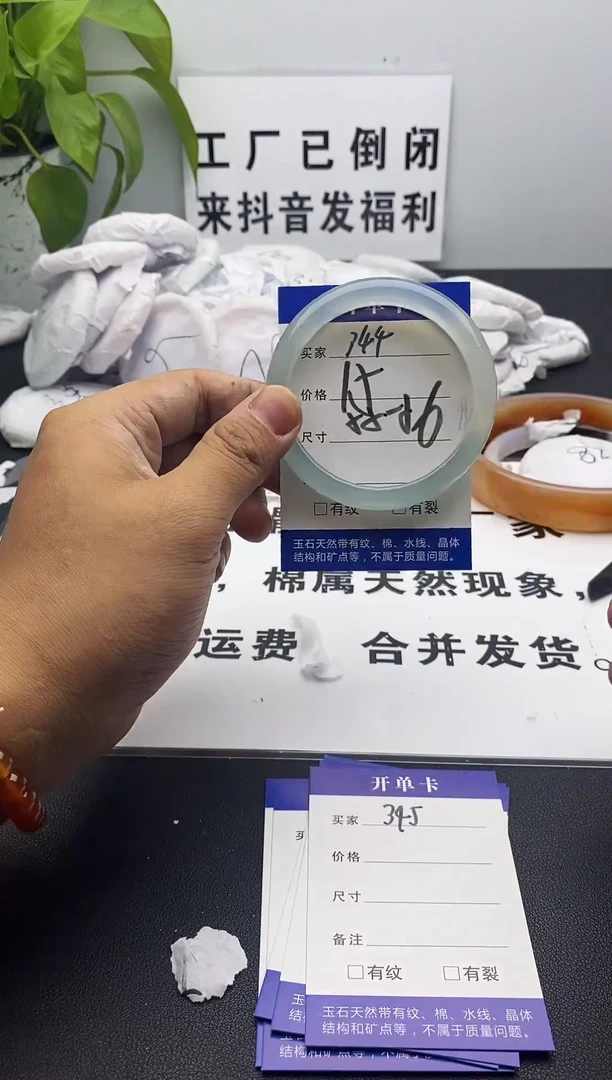 工厂已倒闭
来抖音发福利
开单卡
买家 344
价格
尺寸
有纹 有裂
玉石天然带有纹、棉、水线、晶体
结构和矿点等，不属于质量问题。
，棉属天然现象，
运费 合并发货。
开单卡
买家 345
价格
尺寸
备注
有纹 有裂
玉石天然带有纹、棉、水线、晶体
结构和矿点等，不属于质量问题。